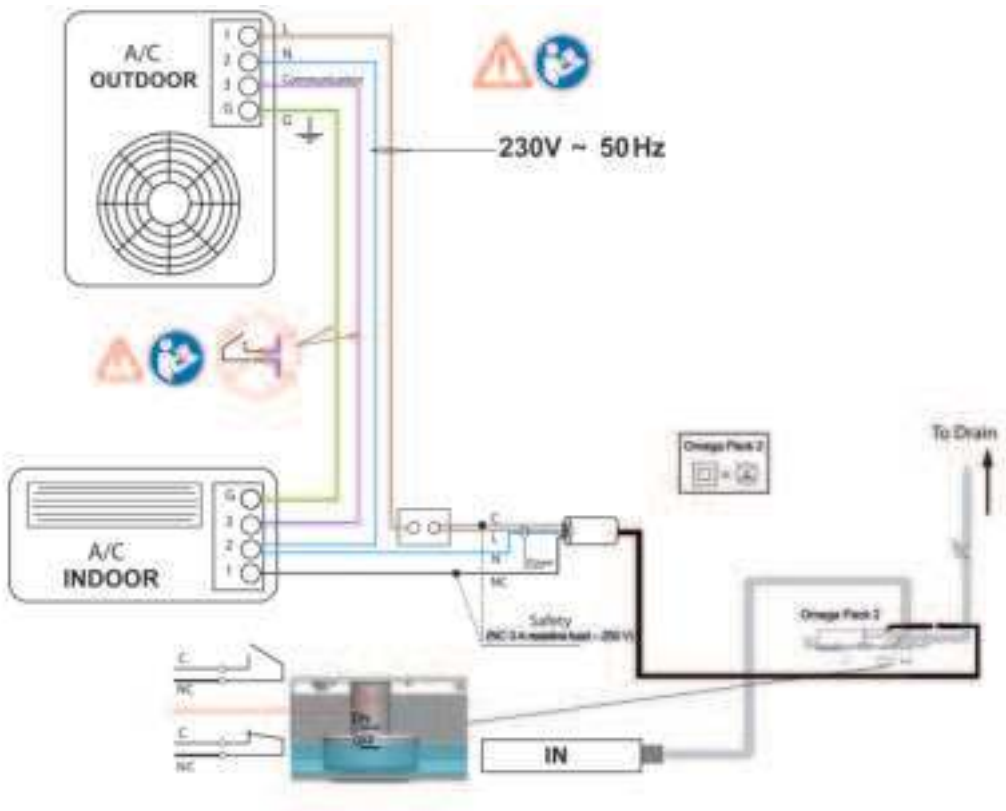 A/C
OUTDOOR
1
2
3
G
L
N
Communication
G
230V ~ 50Hz
A/C
INDOOR
G
3
2
1
C
L
N
NC
Safety
Omega Pack 2
To Drain
Omega Pack 2
C
NC
C
NC
IN